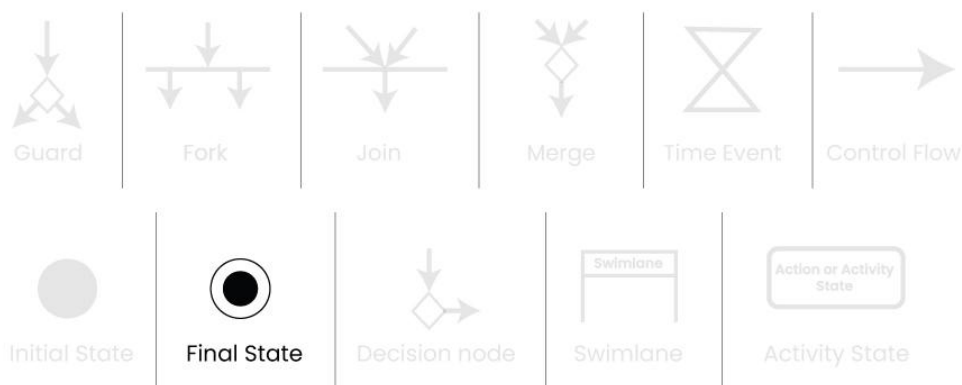 Guard
Fork
Join
Merge
Time Event
Control Flow
Swimlane
Action or Activity
State
Initial State
Final State
Decision node
Swimlane
Activity State